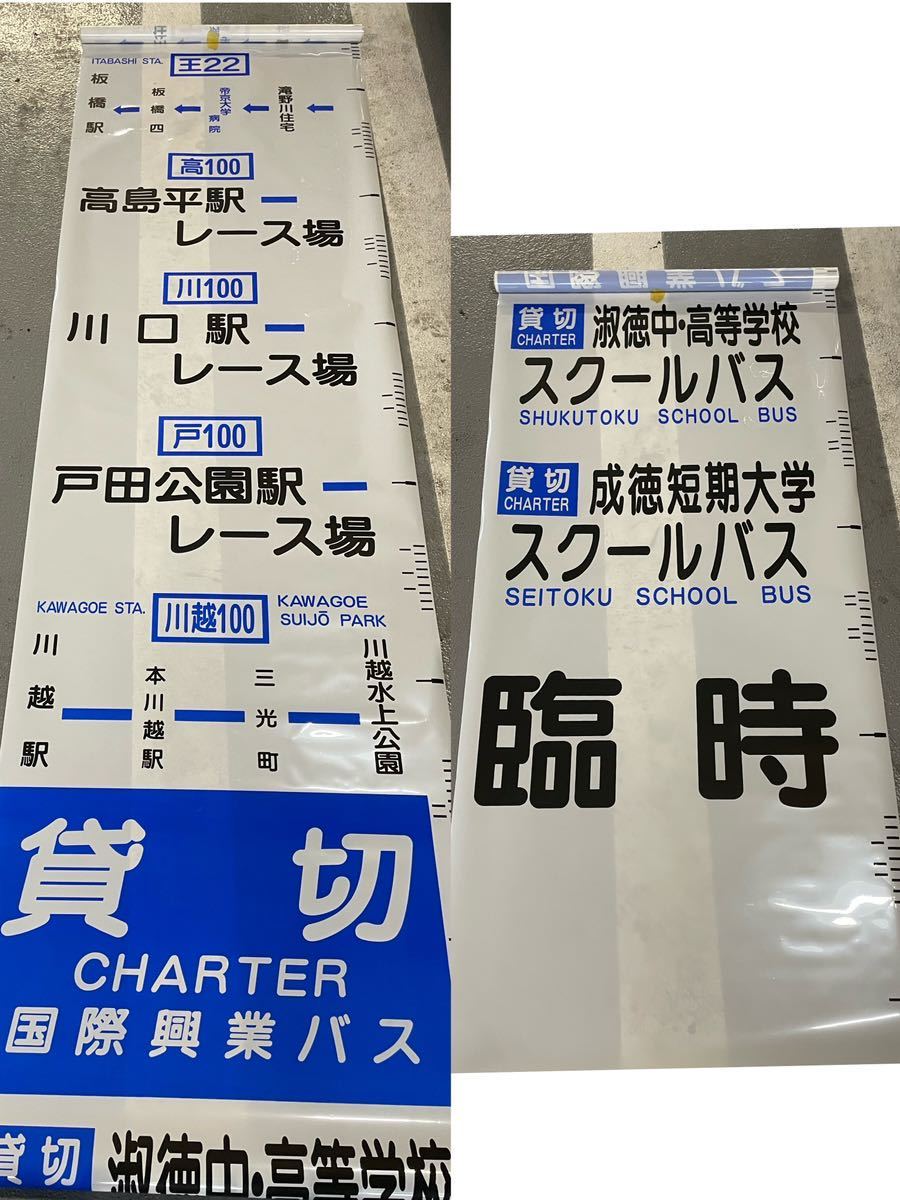 ITABASHI STA.
王22
板橋駅
板橋四
帝京大学病院
滝野川住宅
高100
高島平駅
レース場
川100
川口駅
レース場
戸100
戸田公園駅
レース場
KAWAGOE STA.
川越100
KAWAGOE
SUIJŌ PARK
川越駅
本川越駅
三光町
川越水上公園
貸切
CHARTER
国際興業バス
貸切
淑徳中・高等学校
国際興業バス
貸切
CHARTER
淑徳中・高等学校
スクールバス
SHUKUTOKU SCHOOL BUS
貸切
CHARTER
成徳短期大学
スクールバス
SEITOKU SCHOOL BUS
臨時